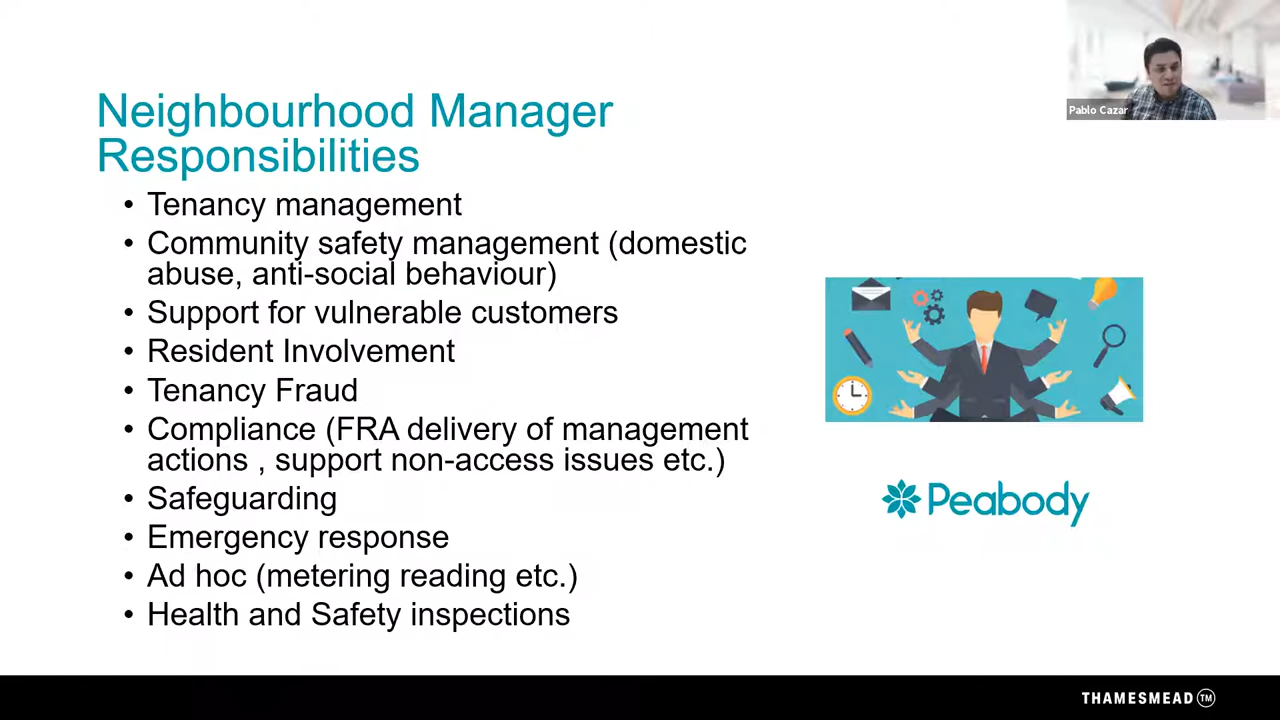 Pablo Cazar
Neighbourhood Manager
Responsibilities
• Tenancy management
• Community safety management (domestic
abuse, anti-social behaviour)
• Support for vulnerable customers
• Resident Involvement
• Tenancy Fraud
• Compliance (FRA delivery of management
actions , support non-access issues etc.)
• Safeguarding
• Emergency response
• Ad hoc (metering reading etc.)
• Health and Safety inspections
Peabody
THAMESMEAD TM